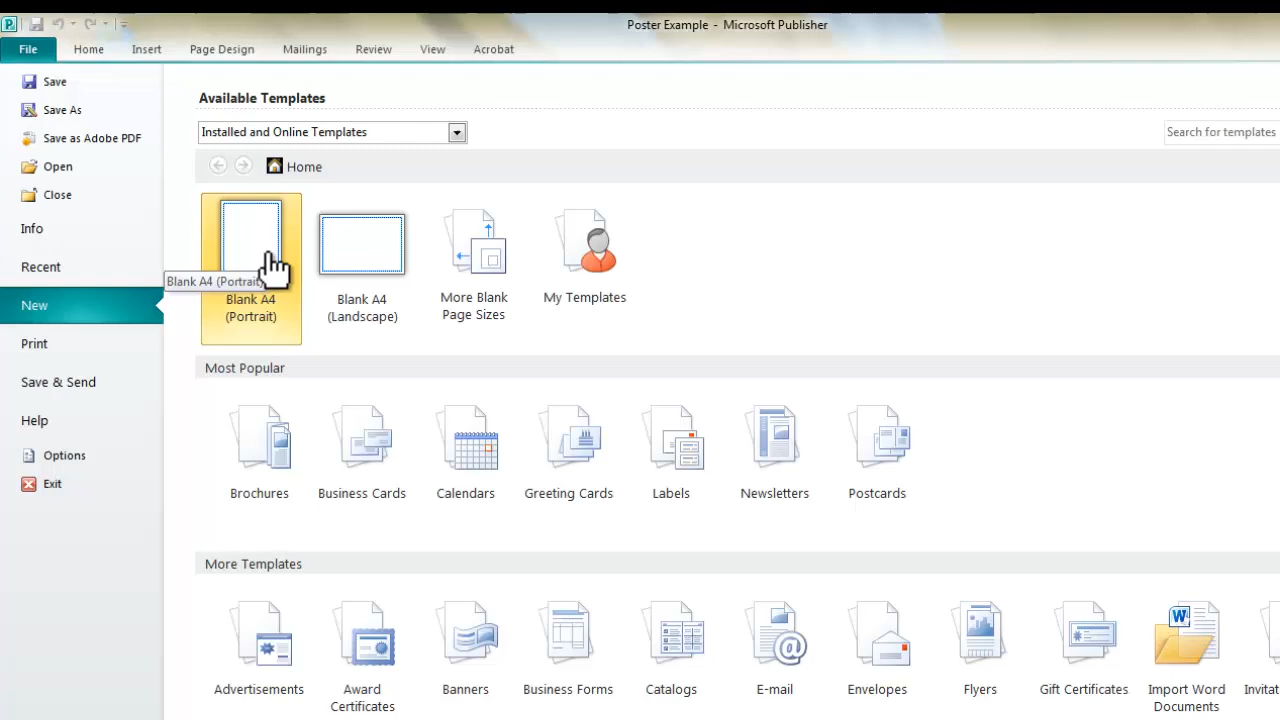 Poster Example - Microsoft Publisher
File Home Insert Page Design Mailings Review View Acrobat
Save
Save As
Save as Adobe PDF
Open
Close
Info
Recent
New
Print
Save & Send
Help
Options
Exit
Available Templates
Installed and Online Templates
Search for templates
Home
Blank A4 (Portrait)
Blank A4
(Portrait)
Blank A4
(Landscape)
More Blank
Page Sizes
My Templates
Most Popular
Brochures Business Cards Calendars Greeting Cards Labels Newsletters Postcards
More Templates
Advertisements
Award
Certificates
Banners
Business Forms
Catalogs
E-mail
Envelopes
Flyers
Gift Certificates
Import Word
Documents